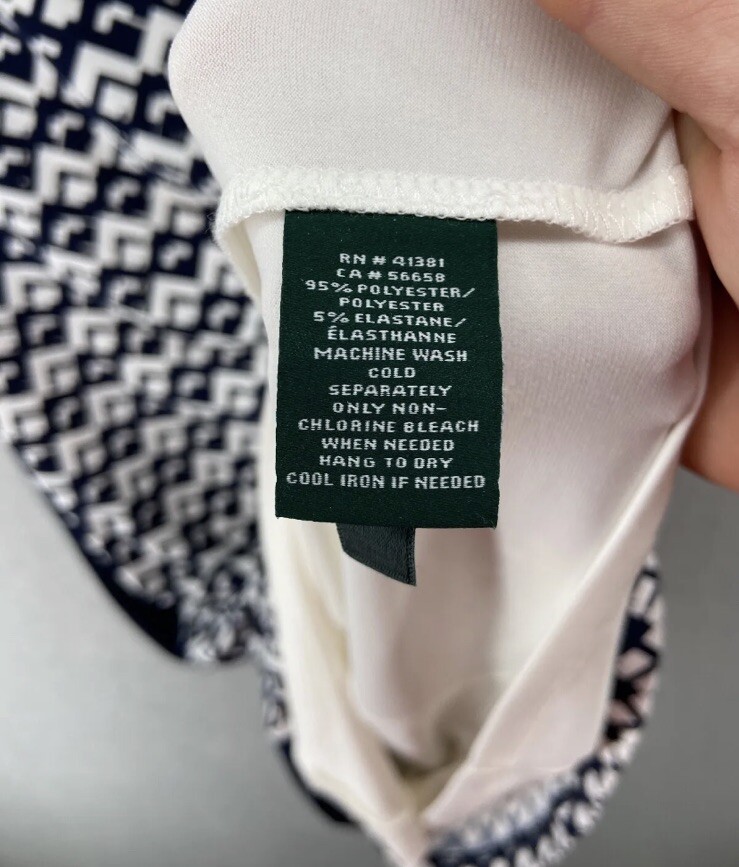 RN # 41381
CA # 56658
95% POLYESTER/
POLYESTER
5% ELASTANE/
ÉLASTHANNE
MACHINE WASH
COLD
SEPARATELY
ONLY NON-
CHLORINE BLEACH
WHEN NEEDED
HANG TO DRY
COOL IRON IF NEEDED